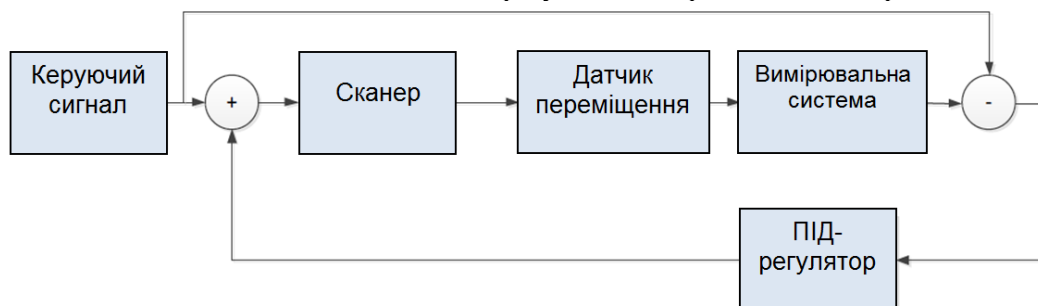 Керуючий
сигнал
+
Сканер
Датчик
переміщення
Вимірювальна
система
-
ПІД-
регулятор